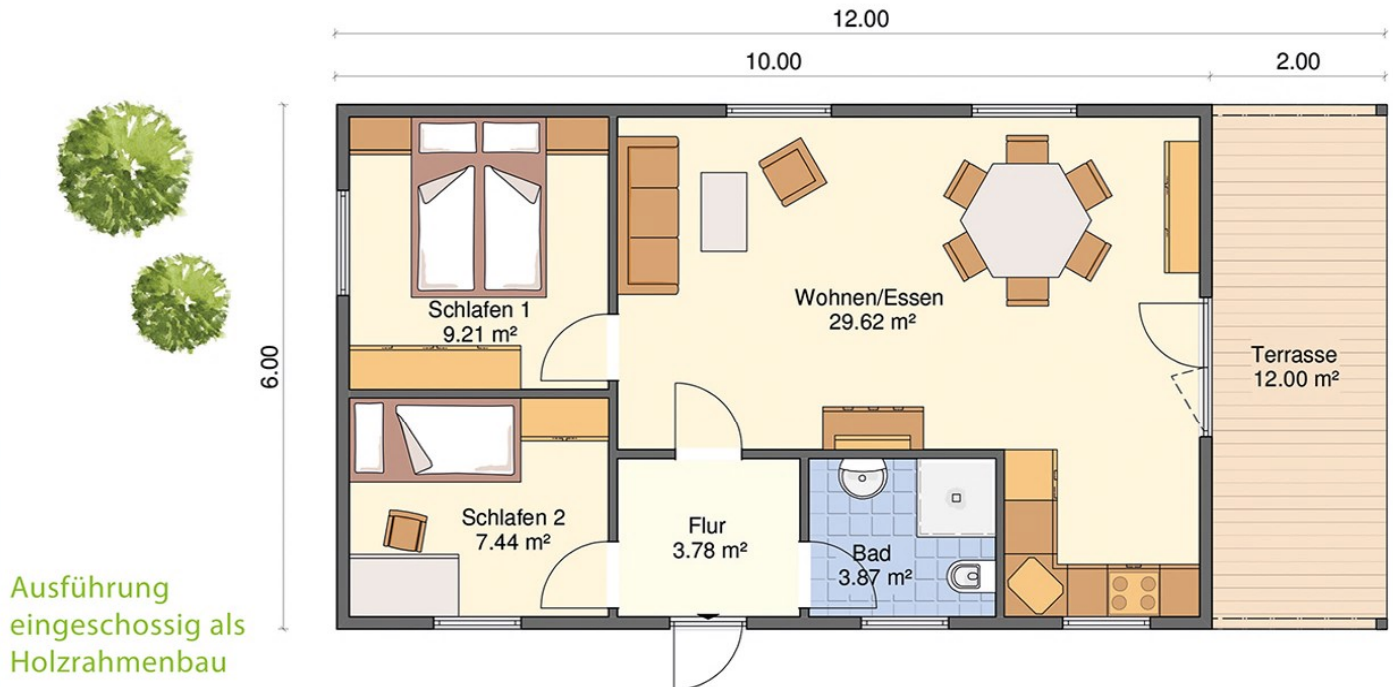 12.00
10.00
2.00
6.00
Schlafen 1
9.21 m²
Wohnen/Essen
29.62 m²
Terrasse
12.00 m²
Schlafen 2
7.44 m²
Flur
3.78 m²
Bad
3.87 m²
Ausführung
eingeschossig als
Holzrahmenbau